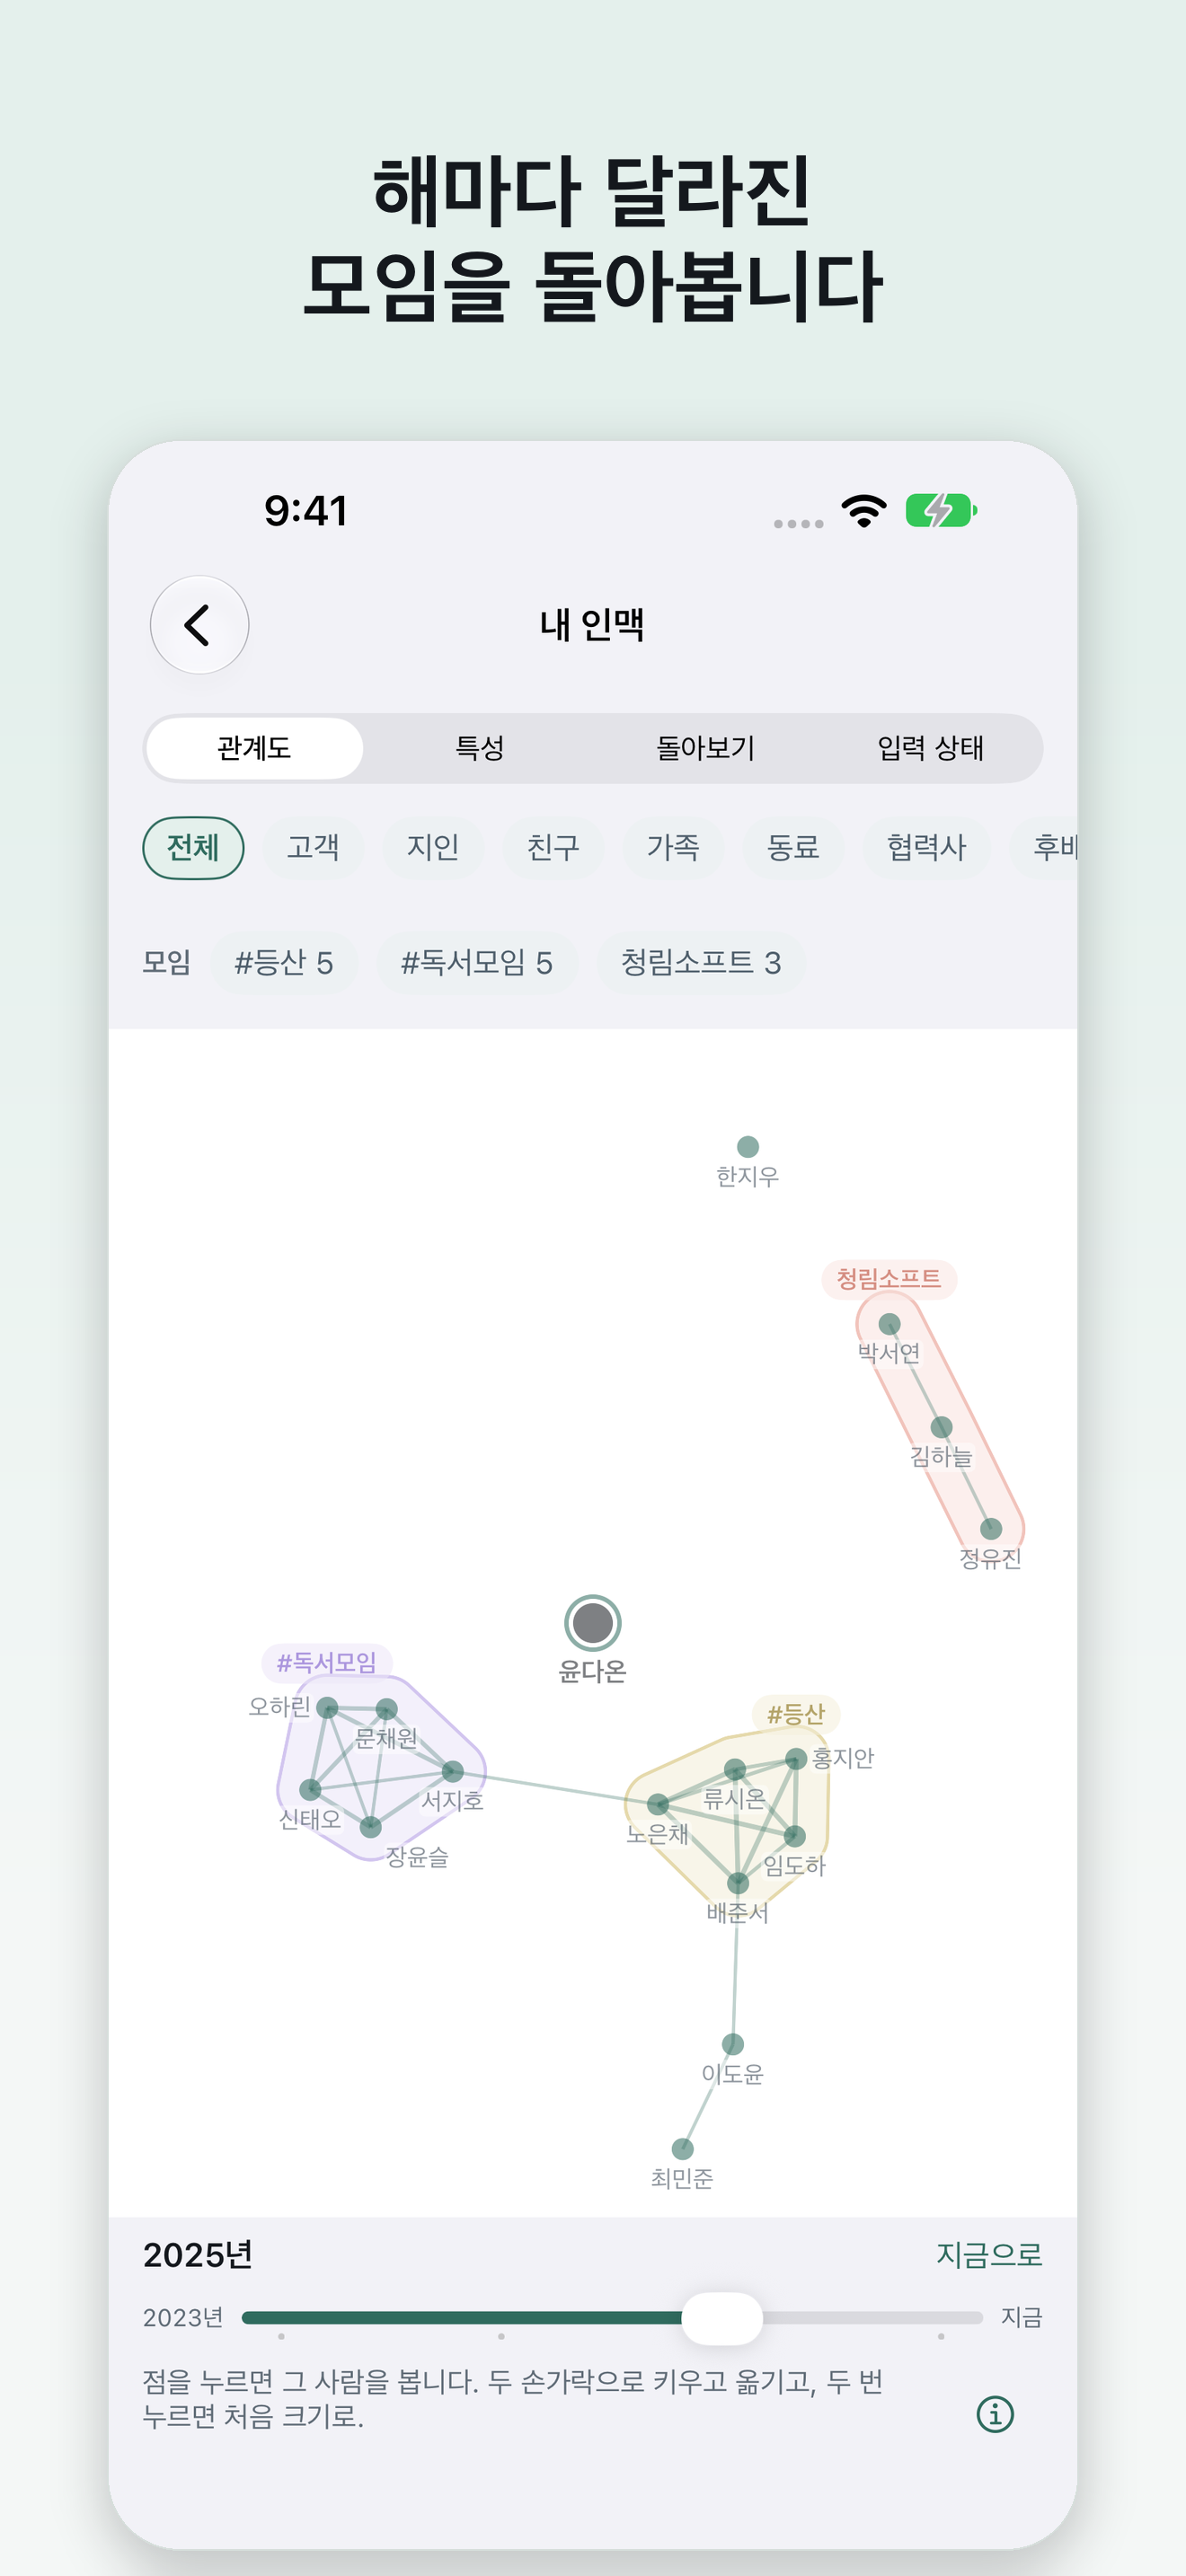 해마다 달라진
모임을 돌아봅니다
9:41
내 인맥
관계도 특성 돌아보기 입력 상태
전체 고객 지인 친구 가족 동료 협력사
모임 #등산 5 #독서모임 5 청림소프트 3
한지우
청림소프트
박서연
김하늘
정유진
윤다온
#독서모임
오하린
문채원
서지호
신태오
장윤슬
#등산
홍지안
류시온
노은채
임도하
배준서
이도윤
최민준
2025년 지금으로
2023년 지금
점을 누르면 그 사람을 봅니다. 두 손가락으로 키우고 옮기고, 두 번
누르면 처음 크기로.